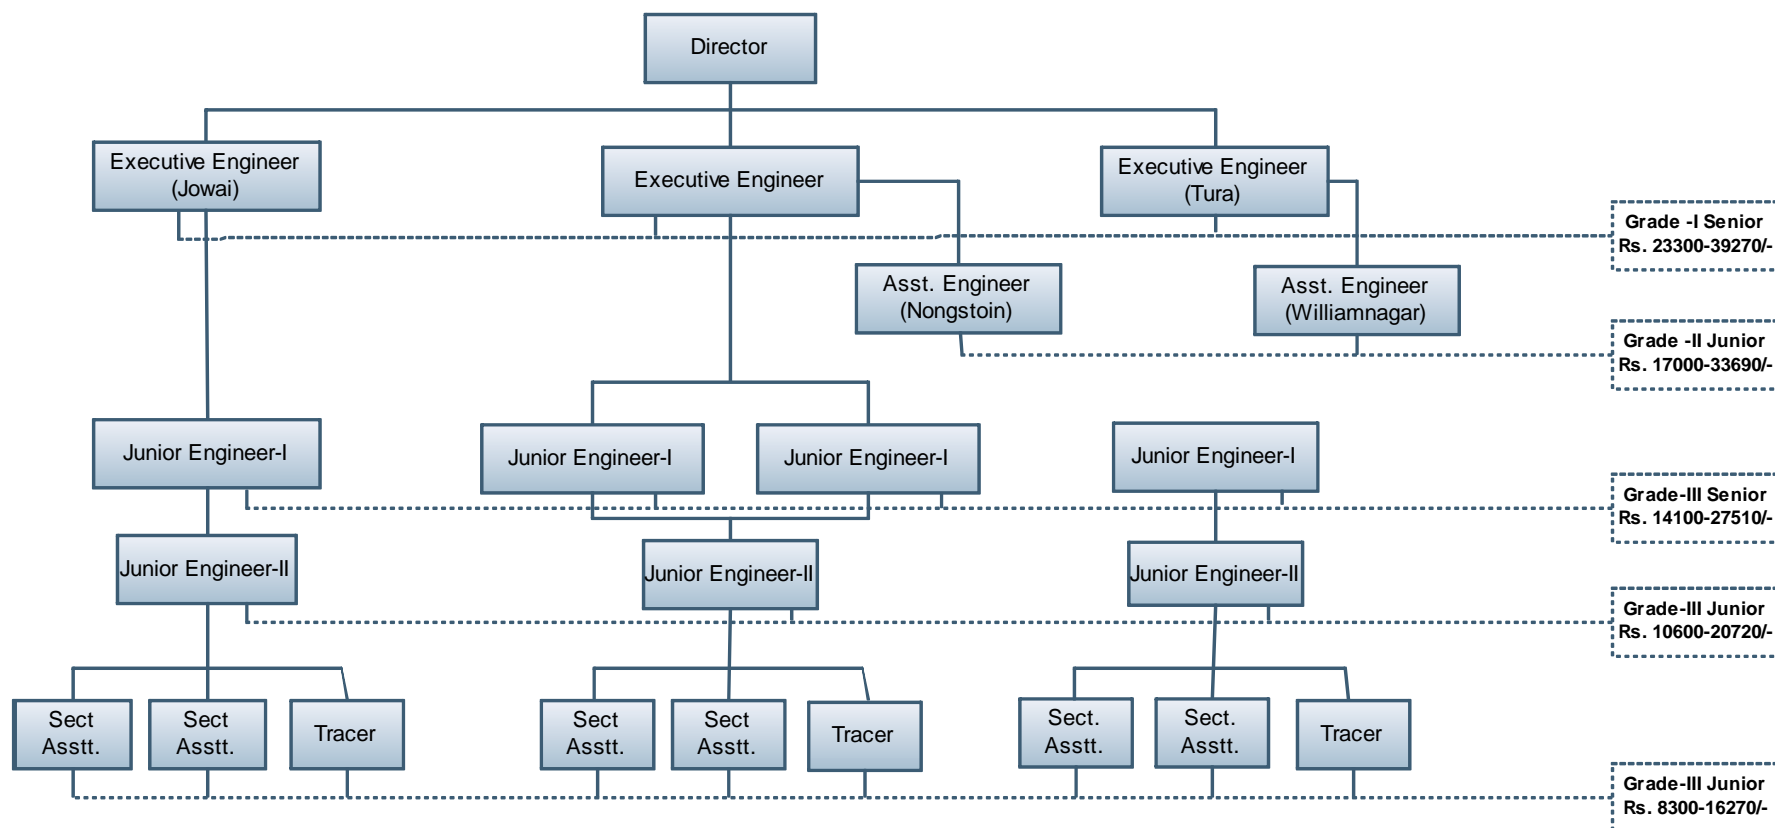 Director
Executive Engineer
(Jowai)
Executive Engineer
Executive Engineer
(Tura)
Grade -I Senior
Rs. 23300-39270/-
Asst. Engineer
(Nongstoin)
Asst. Engineer
(Williamnagar)
Grade -II Junior
Rs. 17000-33690/-
Junior Engineer-I
Junior Engineer-I
Junior Engineer-I
Junior Engineer-I
Grade-III Senior
Rs. 14100-27510/-
Junior Engineer-II
Junior Engineer-II
Junior Engineer-II
Grade-III Junior
Rs. 10600-20720/-
Sect
Asstt.
Sect
Asstt.
Tracer
Sect
Asstt.
Sect
Asstt.
Tracer
Sect.
Asstt.
Sect.
Asstt.
Tracer
Grade-III Junior
Rs. 8300-16270/-